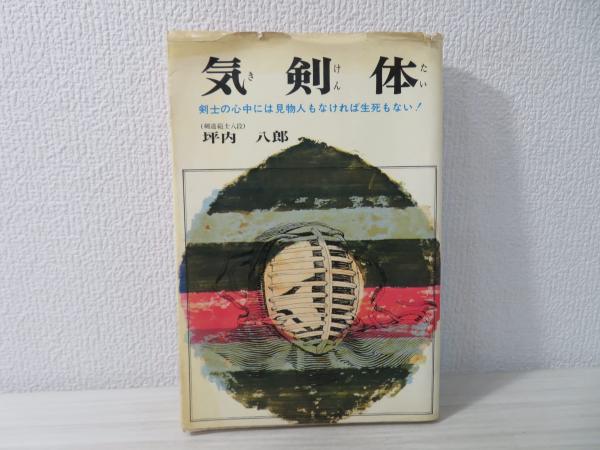 気剣体
き けん たい
剣士の心中には見物人もなければ生死もない！
(剣道範士八段)
坪内 八郎